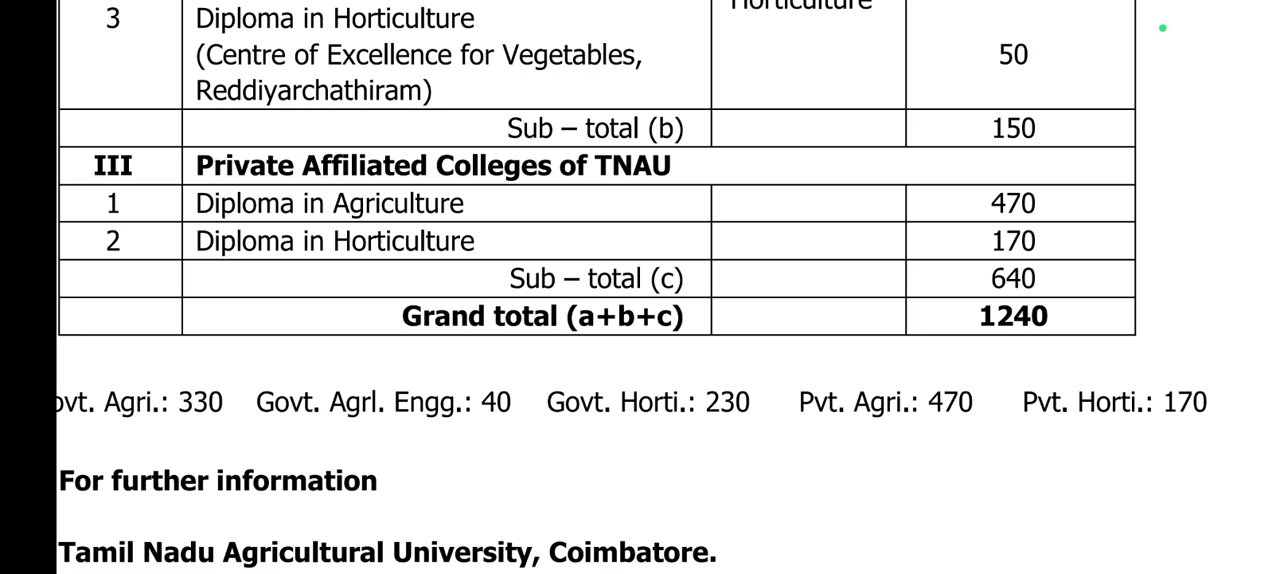 Horticulture
3 Diploma in Horticulture
(Centre of Excellence for Vegetables, 50
Reddiyarchathiram)
Sub – total (b) 150
III Private Affiliated Colleges of TNAU
1 Diploma in Agriculture 470
2 Diploma in Horticulture 170
Sub – total (c) 640
Grand total (a+b+c) 1240
ovt. Agri.: 330 Govt. Agrl. Engg.: 40 Govt. Horti.: 230 Pvt. Agri.: 470 Pvt. Horti.: 170
For further information
Tamil Nadu Agricultural University, Coimbatore.